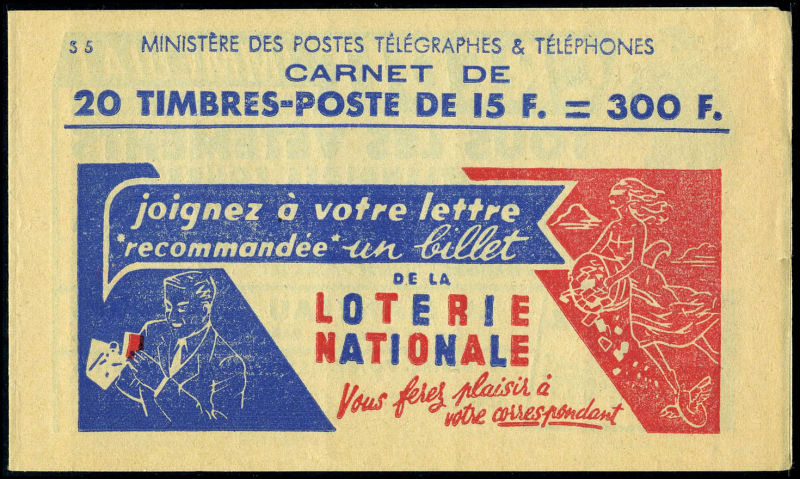 S 5 MINISTÈRE DES POSTES TÉLÉGRAPHES & TÉLÉPHONES
CARNET DE
20 TIMBRES-POSTE DE 15 F. = 300 F.
joignez à votre lettre
"recommandée" un billet
DE LA
LOTERIE
NATIONALE
Vous ferez plaisir à
votre correspondant